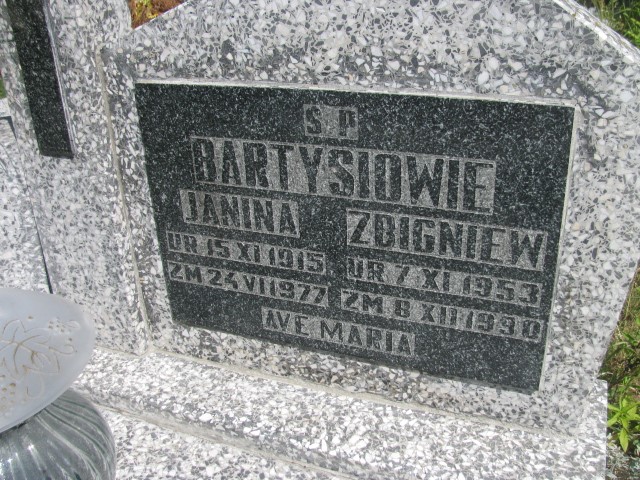 Ś P
BARTYSIOWIE
JANINA
UR 15 XI 1915
ZM 24 VI 1977
ZBIGNIEW
UR 7 XI 1953
ZM 8 XII
AVE MARIA